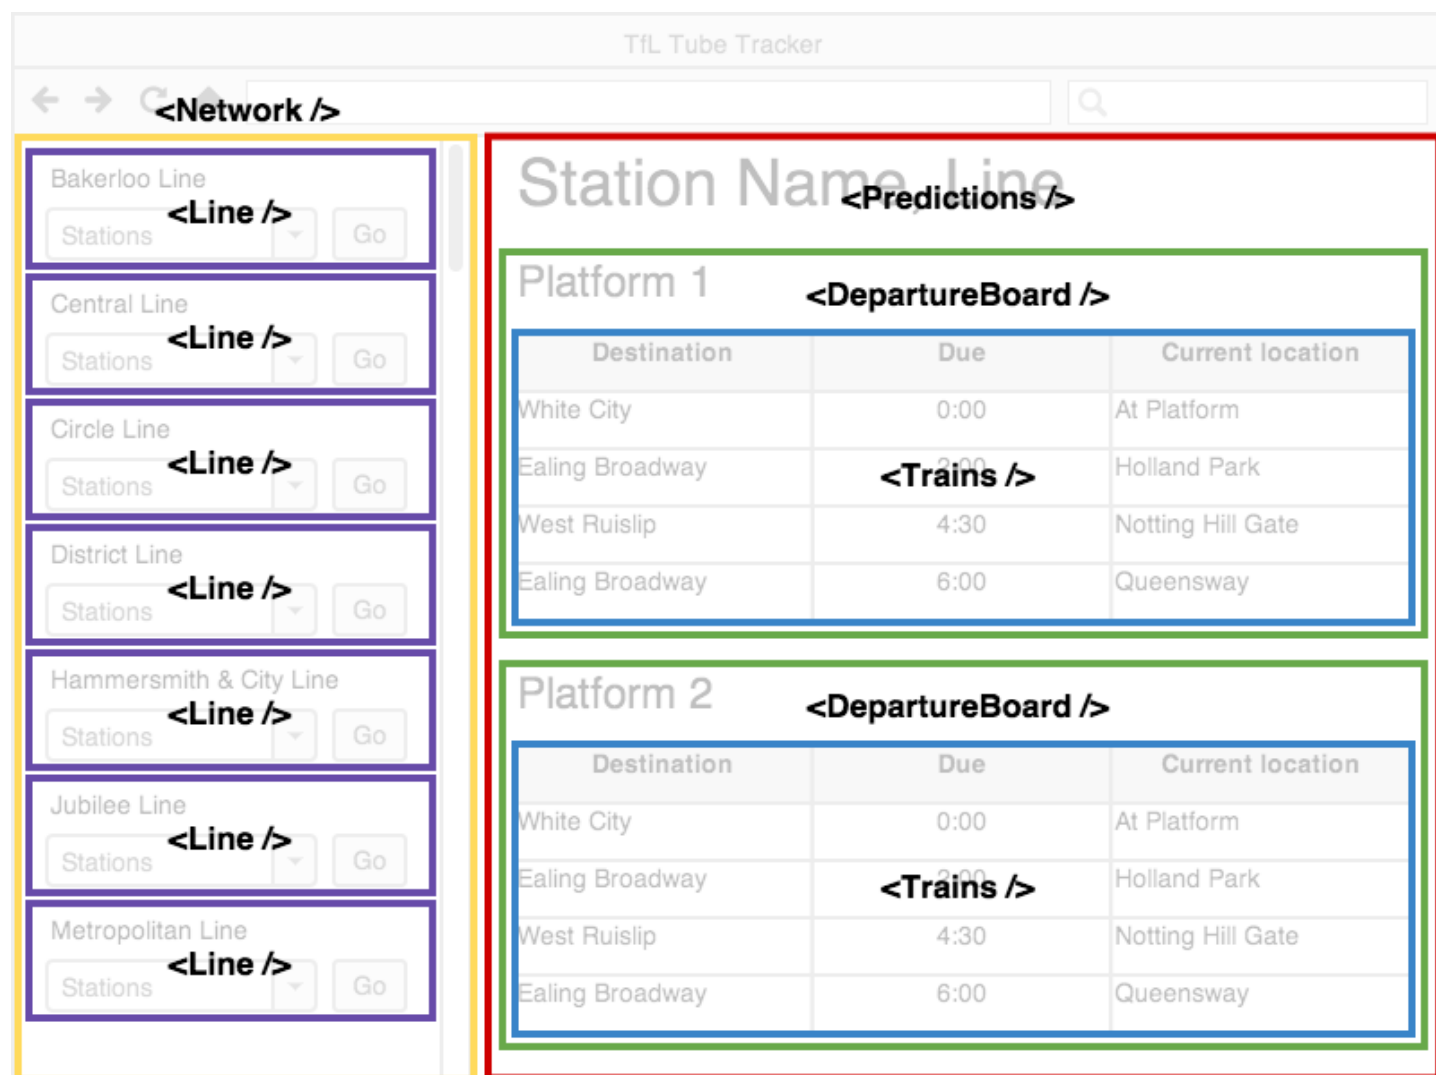 TfL Tube Tracker
<Network />
Bakerloo Line
<Line />
Stations Go
Central Line
<Line />
Stations Go
Circle Line
<Line />
Stations Go
District Line
<Line />
Stations Go
Hammersmith & City Line
<Line />
Stations Go
Jubilee Line
<Line />
Stations Go
Metropolitan Line
<Line />
Stations Go
Station Name, Line
<Predictions />
Platform 1
<DepartureBoard />
Destination Due Current location
White City 0:00 At Platform
Ealing Broadway Holland Park
<Trains />
West Ruislip 4:30 Notting Hill Gate
Ealing Broadway 6:00 Queensway
Platform 2
<DepartureBoard />
Destination Due Current location
White City 0:00 At Platform
Ealing Broadway Holland Park
<Trains />
West Ruislip 4:30 Notting Hill Gate
Ealing Broadway 6:00 Queensway